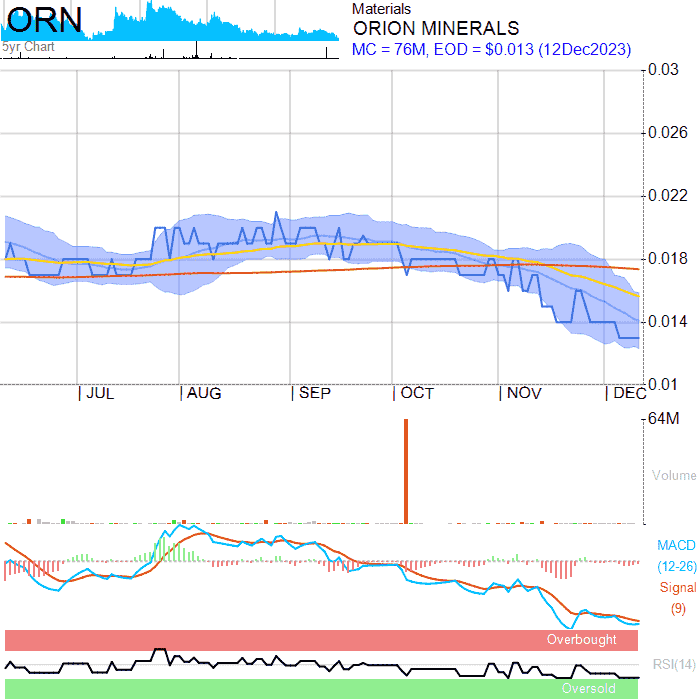 ORN
5yr Chart
Materials
ORION MINERALS
MC = 76M, EOD = $0.013 (12Dec2023)
0.03
0.026
0.022
0.018
0.014
0.01
JUL AUG SEP OCT NOV DEC
64M
Volume
MACD
(12-26)
Signal
(9)
Overbought
RSI(14)
Oversold